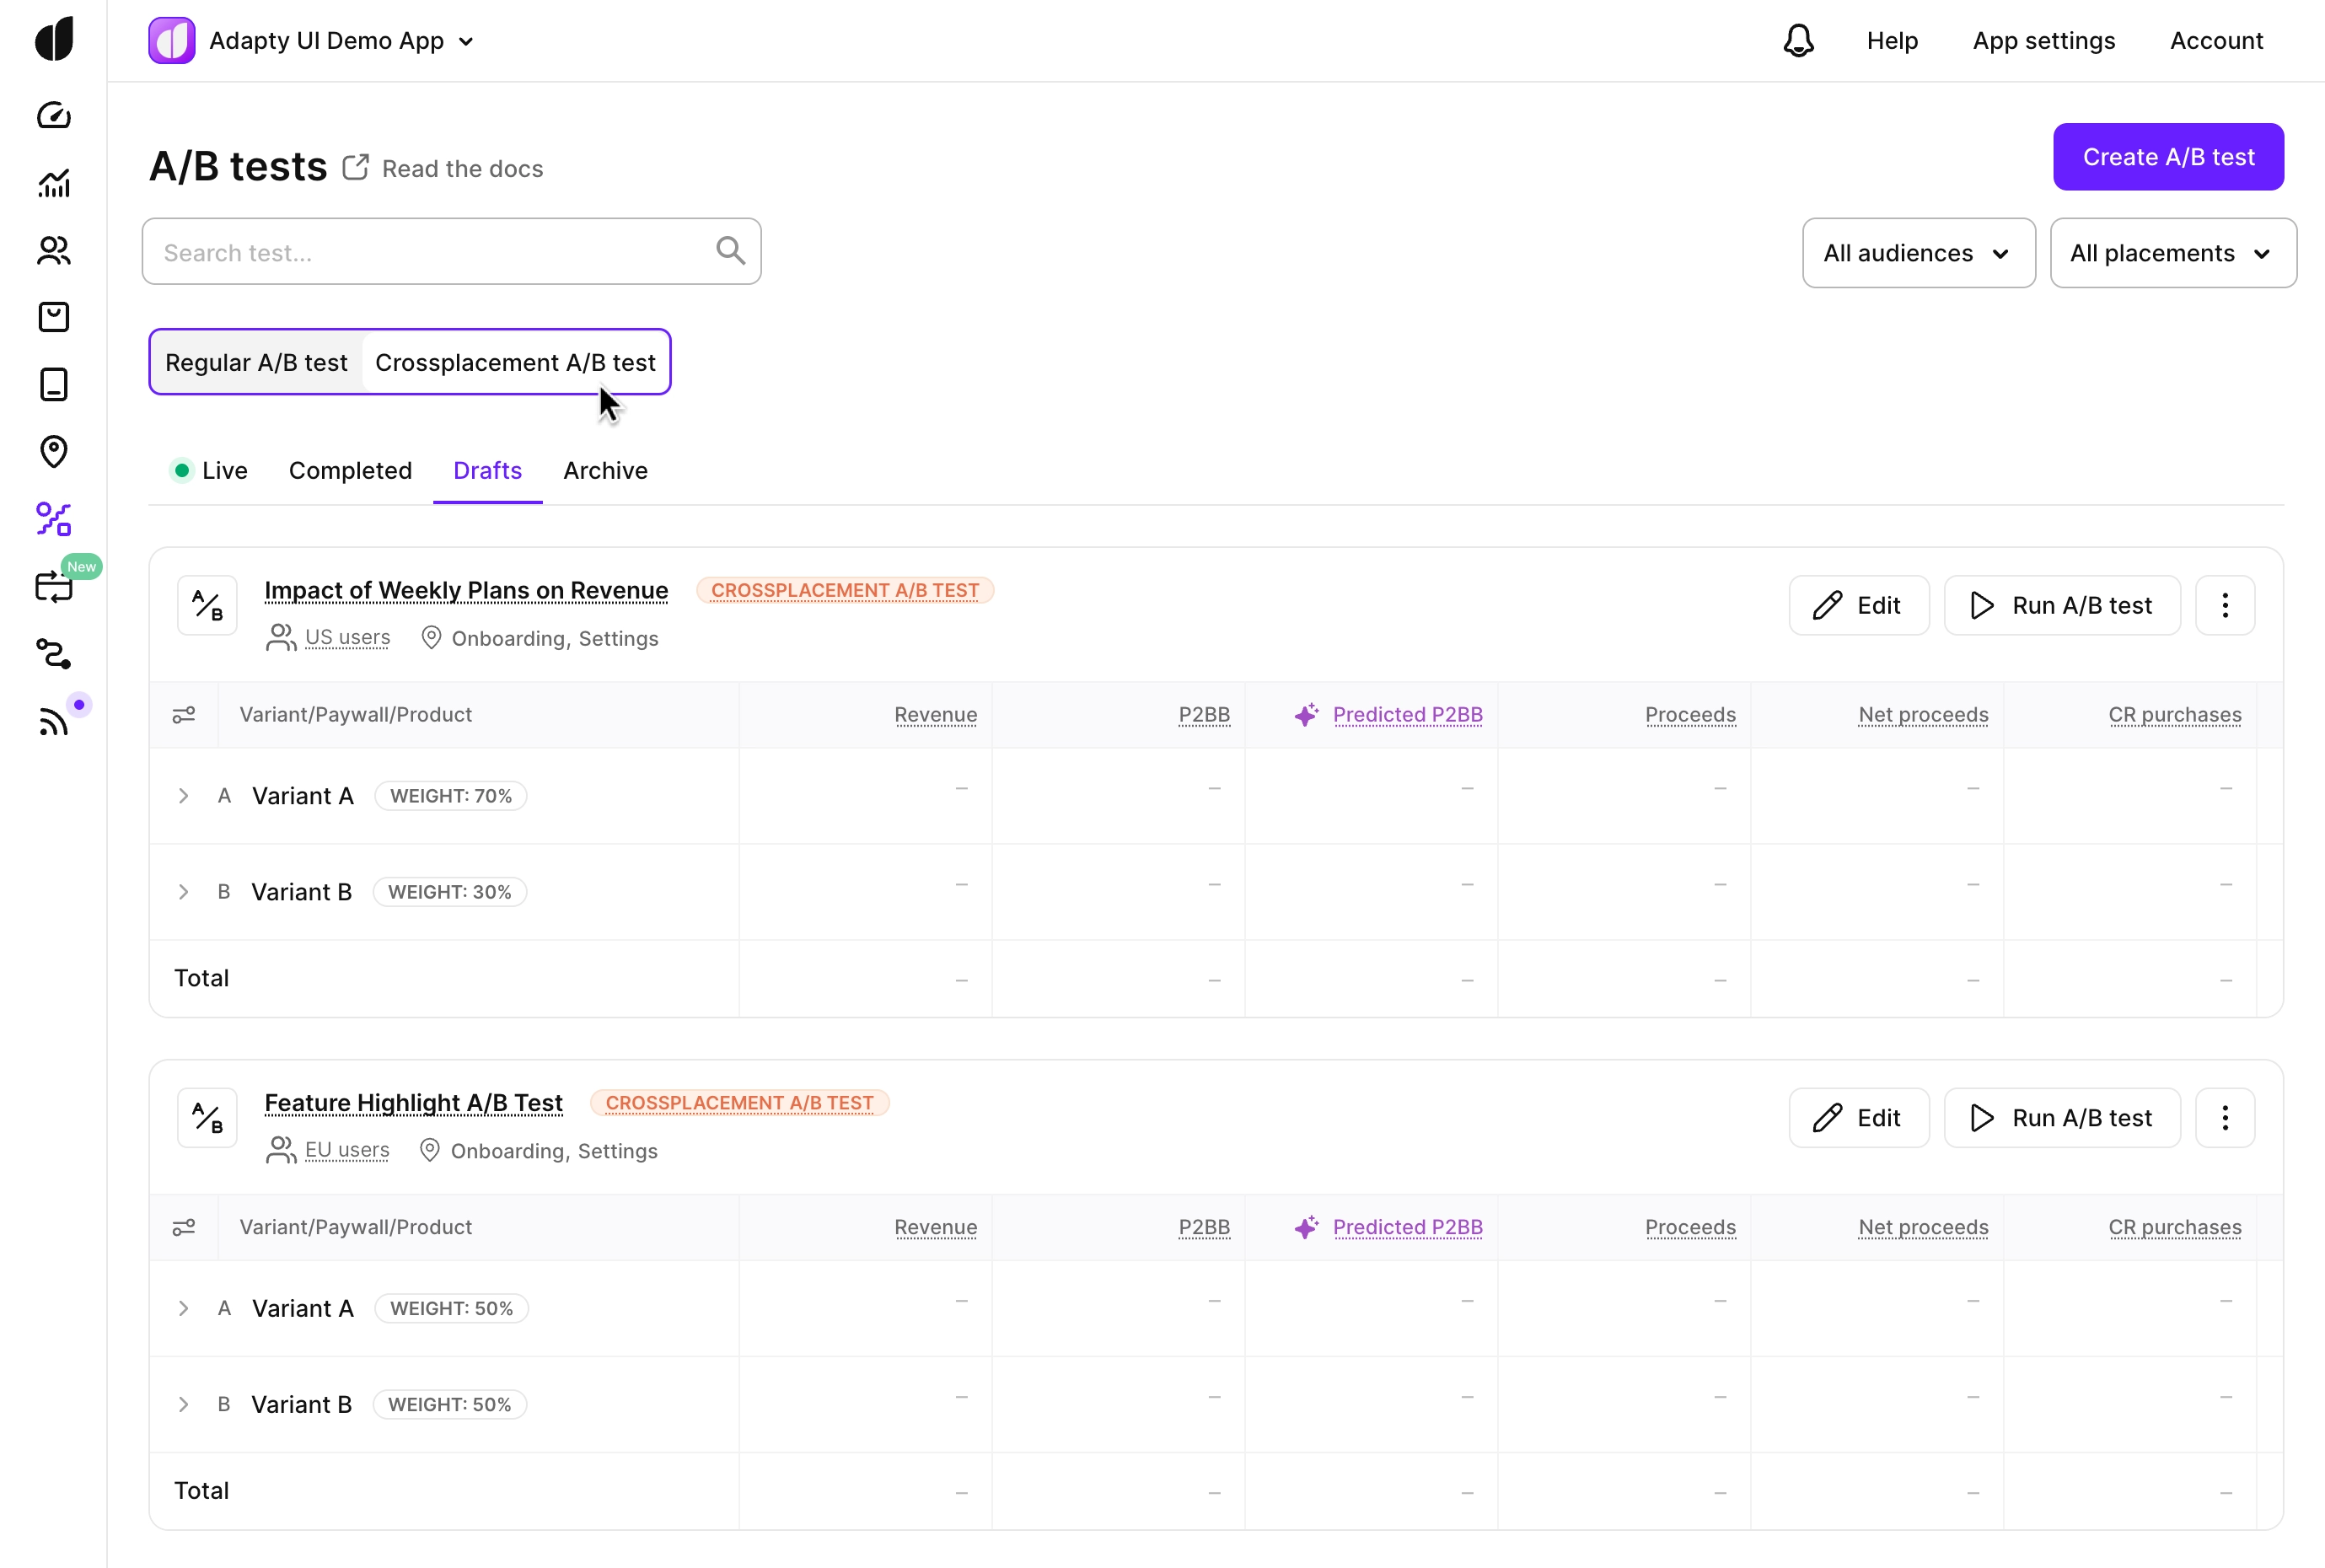 Adapty UI Demo App
Help
App settings
Account
A/B tests
Read the docs
Create A/B test
Search test...
All audiences
All placements
Regular A/B test
Crossplacement A/B test
Live
Completed
Drafts
Archive
New
A/B
Impact of Weekly Plans on Revenue
CROSSPLACEMENT A/B TEST
US users
Onboarding, Settings
Edit
Run A/B test
Variant/Paywall/Product
Revenue
P2BB
Predicted P2BB
Proceeds
Net proceeds
CR purchases
A Variant A WEIGHT: 70% – – – – – –
B Variant B WEIGHT: 30% – – – – – –
Total – – – – – –
A/B
Feature Highlight A/B Test
CROSSPLACEMENT A/B TEST
EU users
Onboarding, Settings
Edit
Run A/B test
Variant/Paywall/Product
Revenue
P2BB
Predicted P2BB
Proceeds
Net proceeds
CR purchases
A Variant A WEIGHT: 50% – – – – – –
B Variant B WEIGHT: 50% – – – – – –
Total – – – – – –